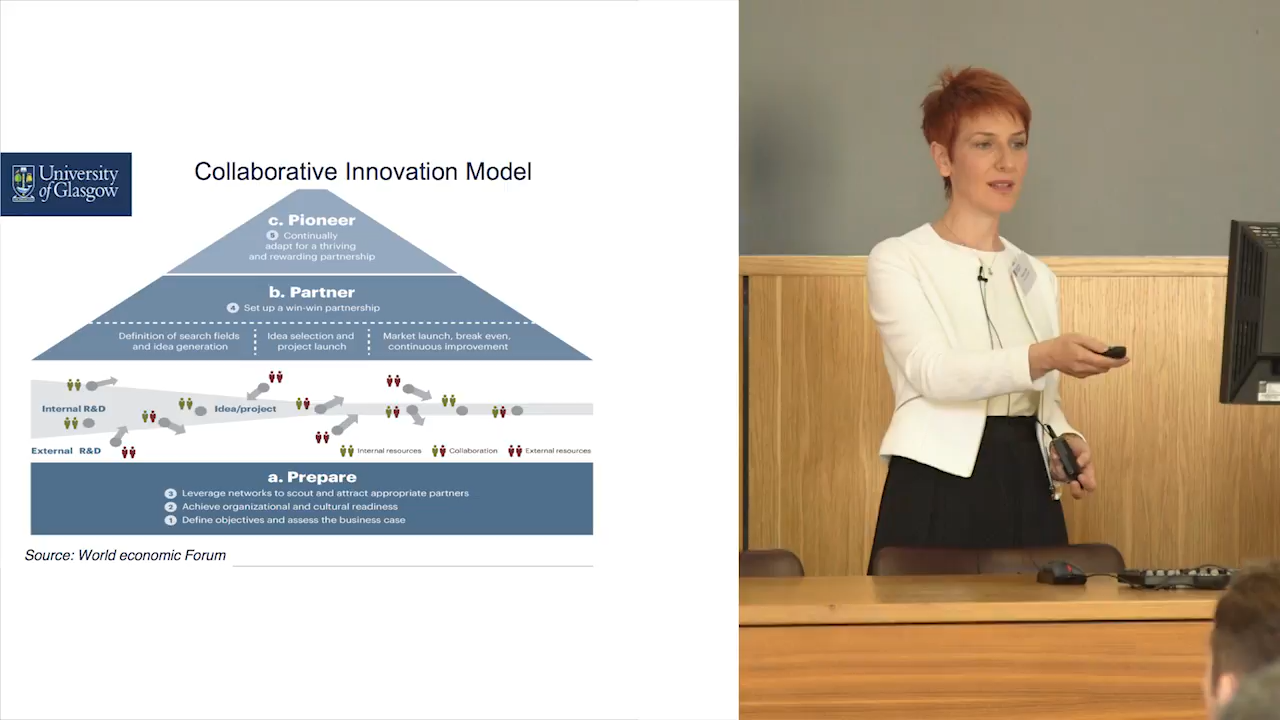 University
of Glasgow
Collaborative Innovation Model
c. Pioneer
5 Continually
adapt for a thriving
and rewarding partnership
b. Partner
4 Set up a win-win partnership
Definition of search fields
and idea generation
Idea selection and
project launch
Market launch, break even,
continuous improvement
Internal R&D
Idea/project
External R&D
Internal resources
Collaboration
External resources
a. Prepare
3 Leverage networks to scout and attract appropriate partners
2 Achieve organizational and cultural readiness
1 Define objectives and assess the business case
Source: World economic Forum